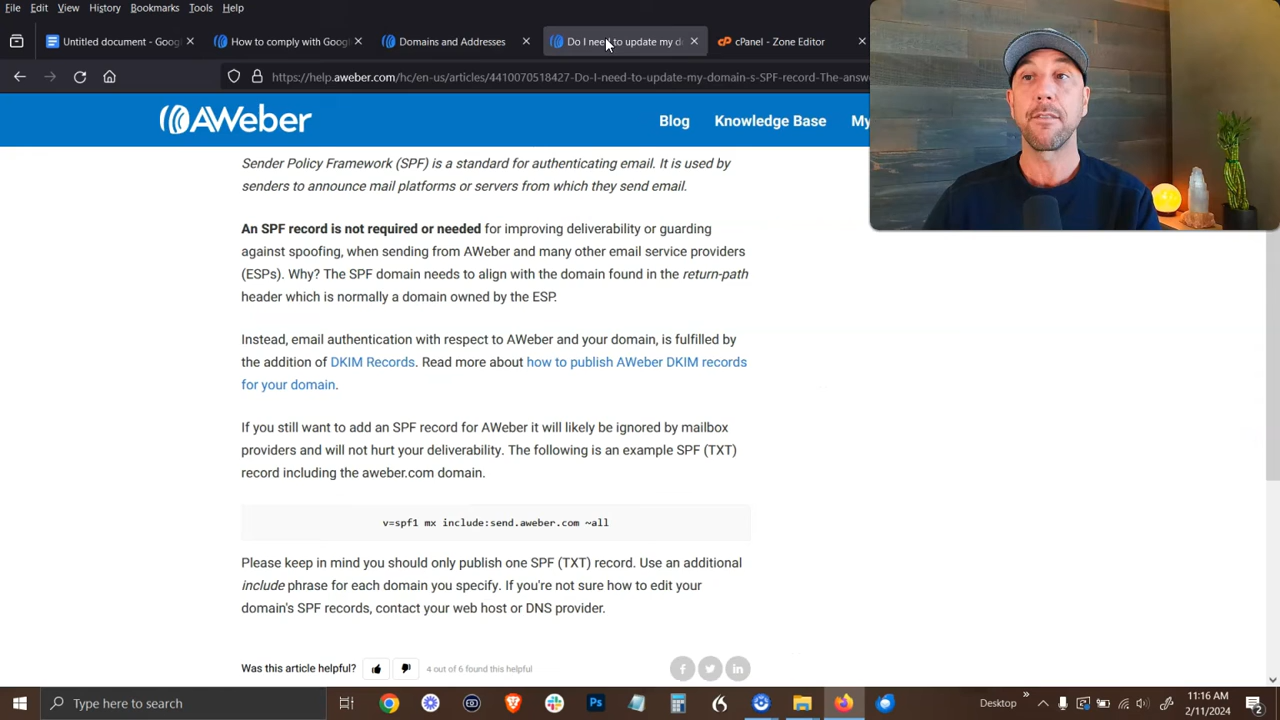 File Edit View History Bookmarks Tools Help
Untitled document - Goog
How to comply with Googl
Domains and Addresses
Do I need to update my do
cPanel - Zone Editor
https://help.aweber.com/hc/en-us/articles/4410070518427-Do-I-need-to-update-my-domain-s-SPF-record-The-answ
AWeber
Blog Knowledge Base My
Sender Policy Framework (SPF) is a standard for authenticating email. It is used by
senders to announce mail platforms or servers from which they send email.
An SPF record is not required or needed for improving deliverability or guarding
against spoofing, when sending from AWeber and many other email service providers
(ESPs). Why? The SPF domain needs to align with the domain found in the return-path
header which is normally a domain owned by the ESP.
Instead, email authentication with respect to AWeber and your domain, is fulfilled by
the addition of DKIM Records. Read more about how to publish AWeber DKIM records
for your domain.
If you still want to add an SPF record for AWeber it will likely be ignored by mailbox
providers and will not hurt your deliverability. The following is an example SPF (TXT)
record including the aweber.com domain.
v=spf1 mx include:send.aweber.com ~all
Please keep in mind you should only publish one SPF (TXT) record. Use an additional
include phrase for each domain you specify. If you're not sure how to edit your
domain's SPF records, contact your web host or DNS provider.
Was this article helpful? 4 out of 6 found this helpful
Type here to search
Desktop
11:16 AM
2/11/2024
2